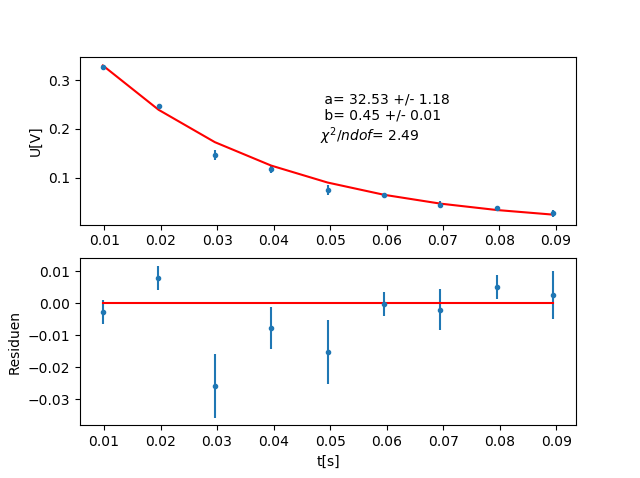 0.3
0.2
0.1
U[V]
a= 32.53 +/- 1.18
b= 0.45 +/- 0.01
χ²/ndof= 2.49
0.01 0.02 0.03 0.04 0.05 0.06 0.07 0.08 0.09
0.01
0.00
−0.01
−0.02
−0.03
Residuen
0.01 0.02 0.03 0.04 0.05 0.06 0.07 0.08 0.09
t[s]